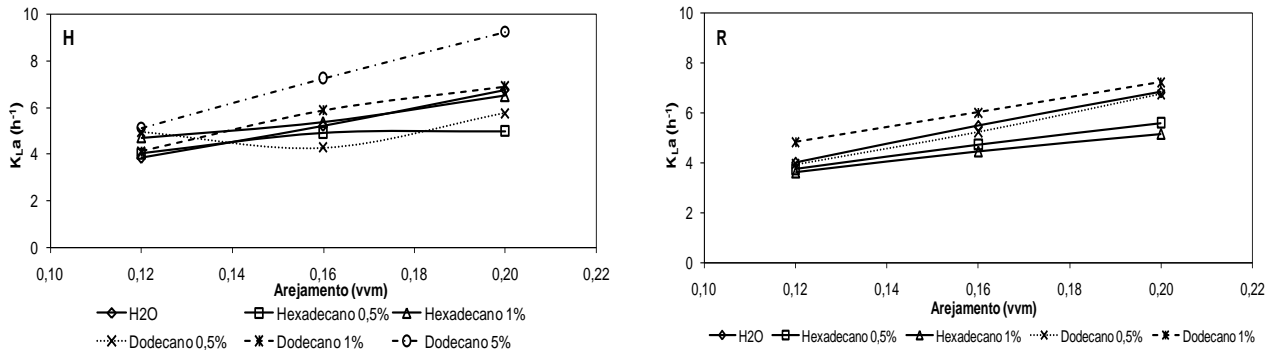 H
K_La (h⁻¹)
10
8
6
4
2
0
0,10 0,12 0,14 0,16 0,18 0,20 0,22
Arejamento (vvm)
H2O Hexadecano 0,5% Hexadecano 1%
Dodecano 0,5% Dodecano 1% Dodecano 5%
R
K_La (h⁻¹)
10
8
6
4
2
0
0,10 0,12 0,14 0,16 0,18 0,20 0,22
Arejamento (vvm)
H2O Hexadecano 0,5% Hexadecano 1% Dodecano 0,5% Dodecano 1%